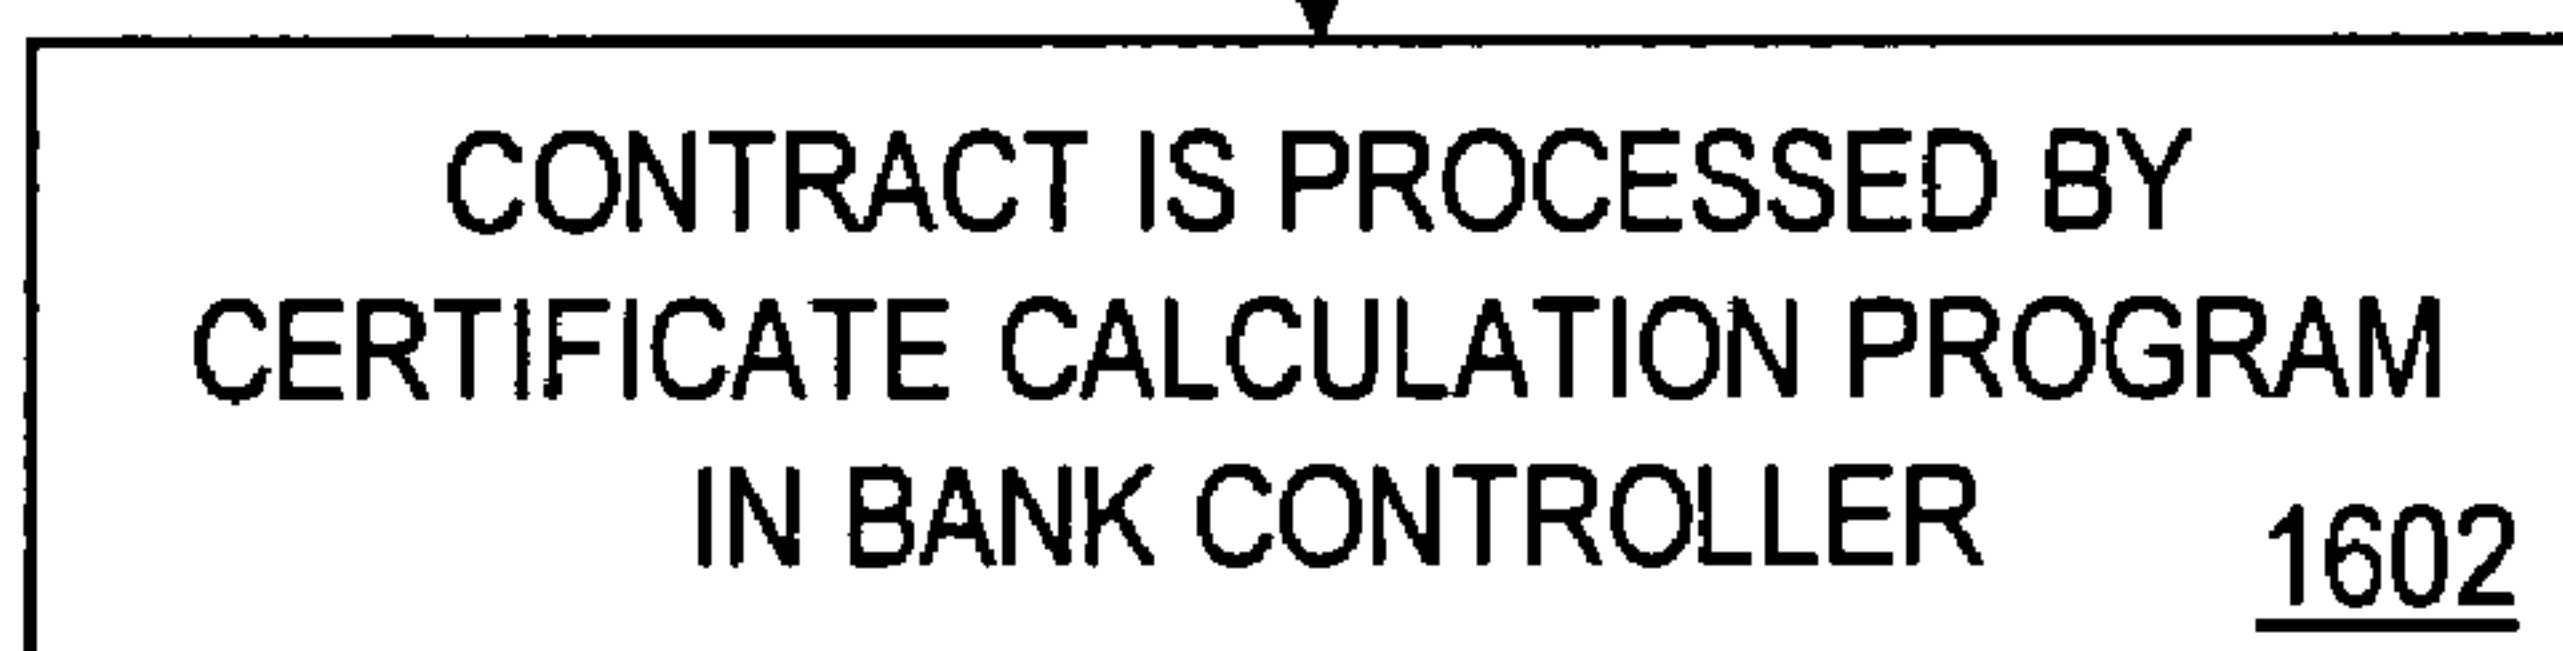 CONTRACT IS PROCESSED BY
CERTIFICATE CALCULATION PROGRAM
IN BANK CONTROLLER
1602